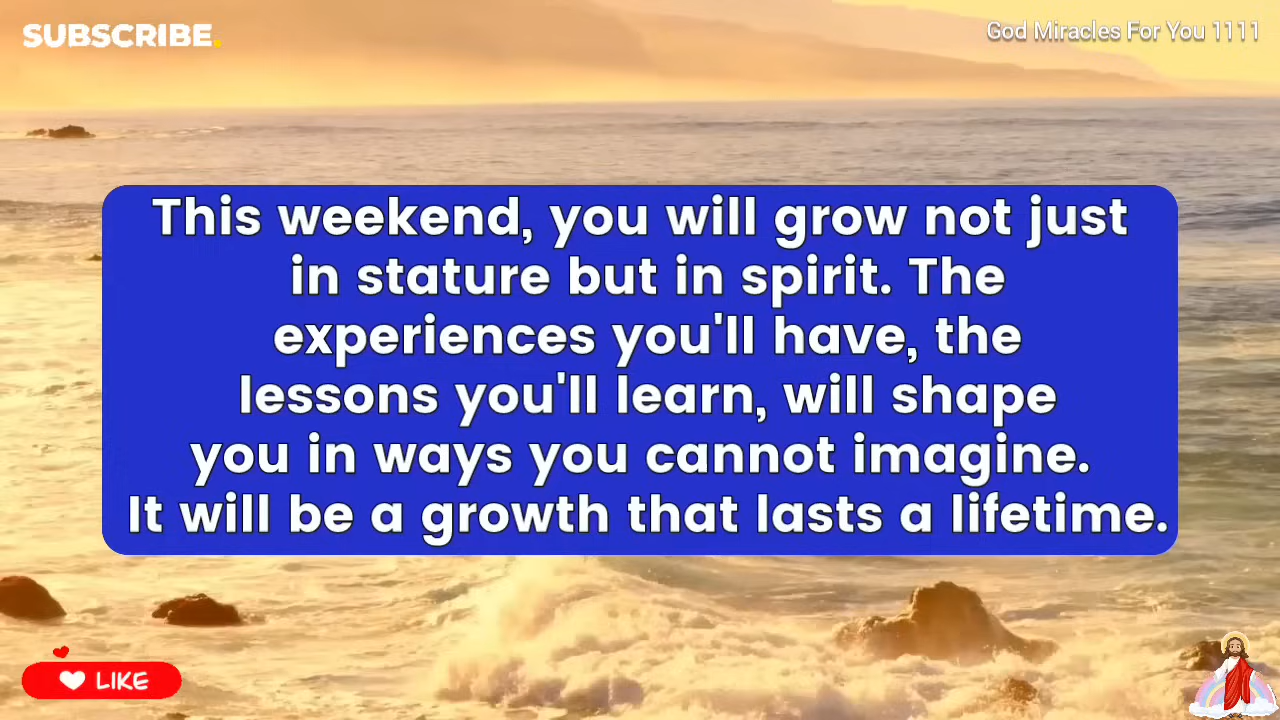 SUBSCRIBE.
God Miracles For You 1111
This weekend, you will grow not just
in stature but in spirit. The
experiences you'll have, the
lessons you'll learn, will shape
you in ways you cannot imagine.
It will be a growth that lasts a lifetime.
LIKE